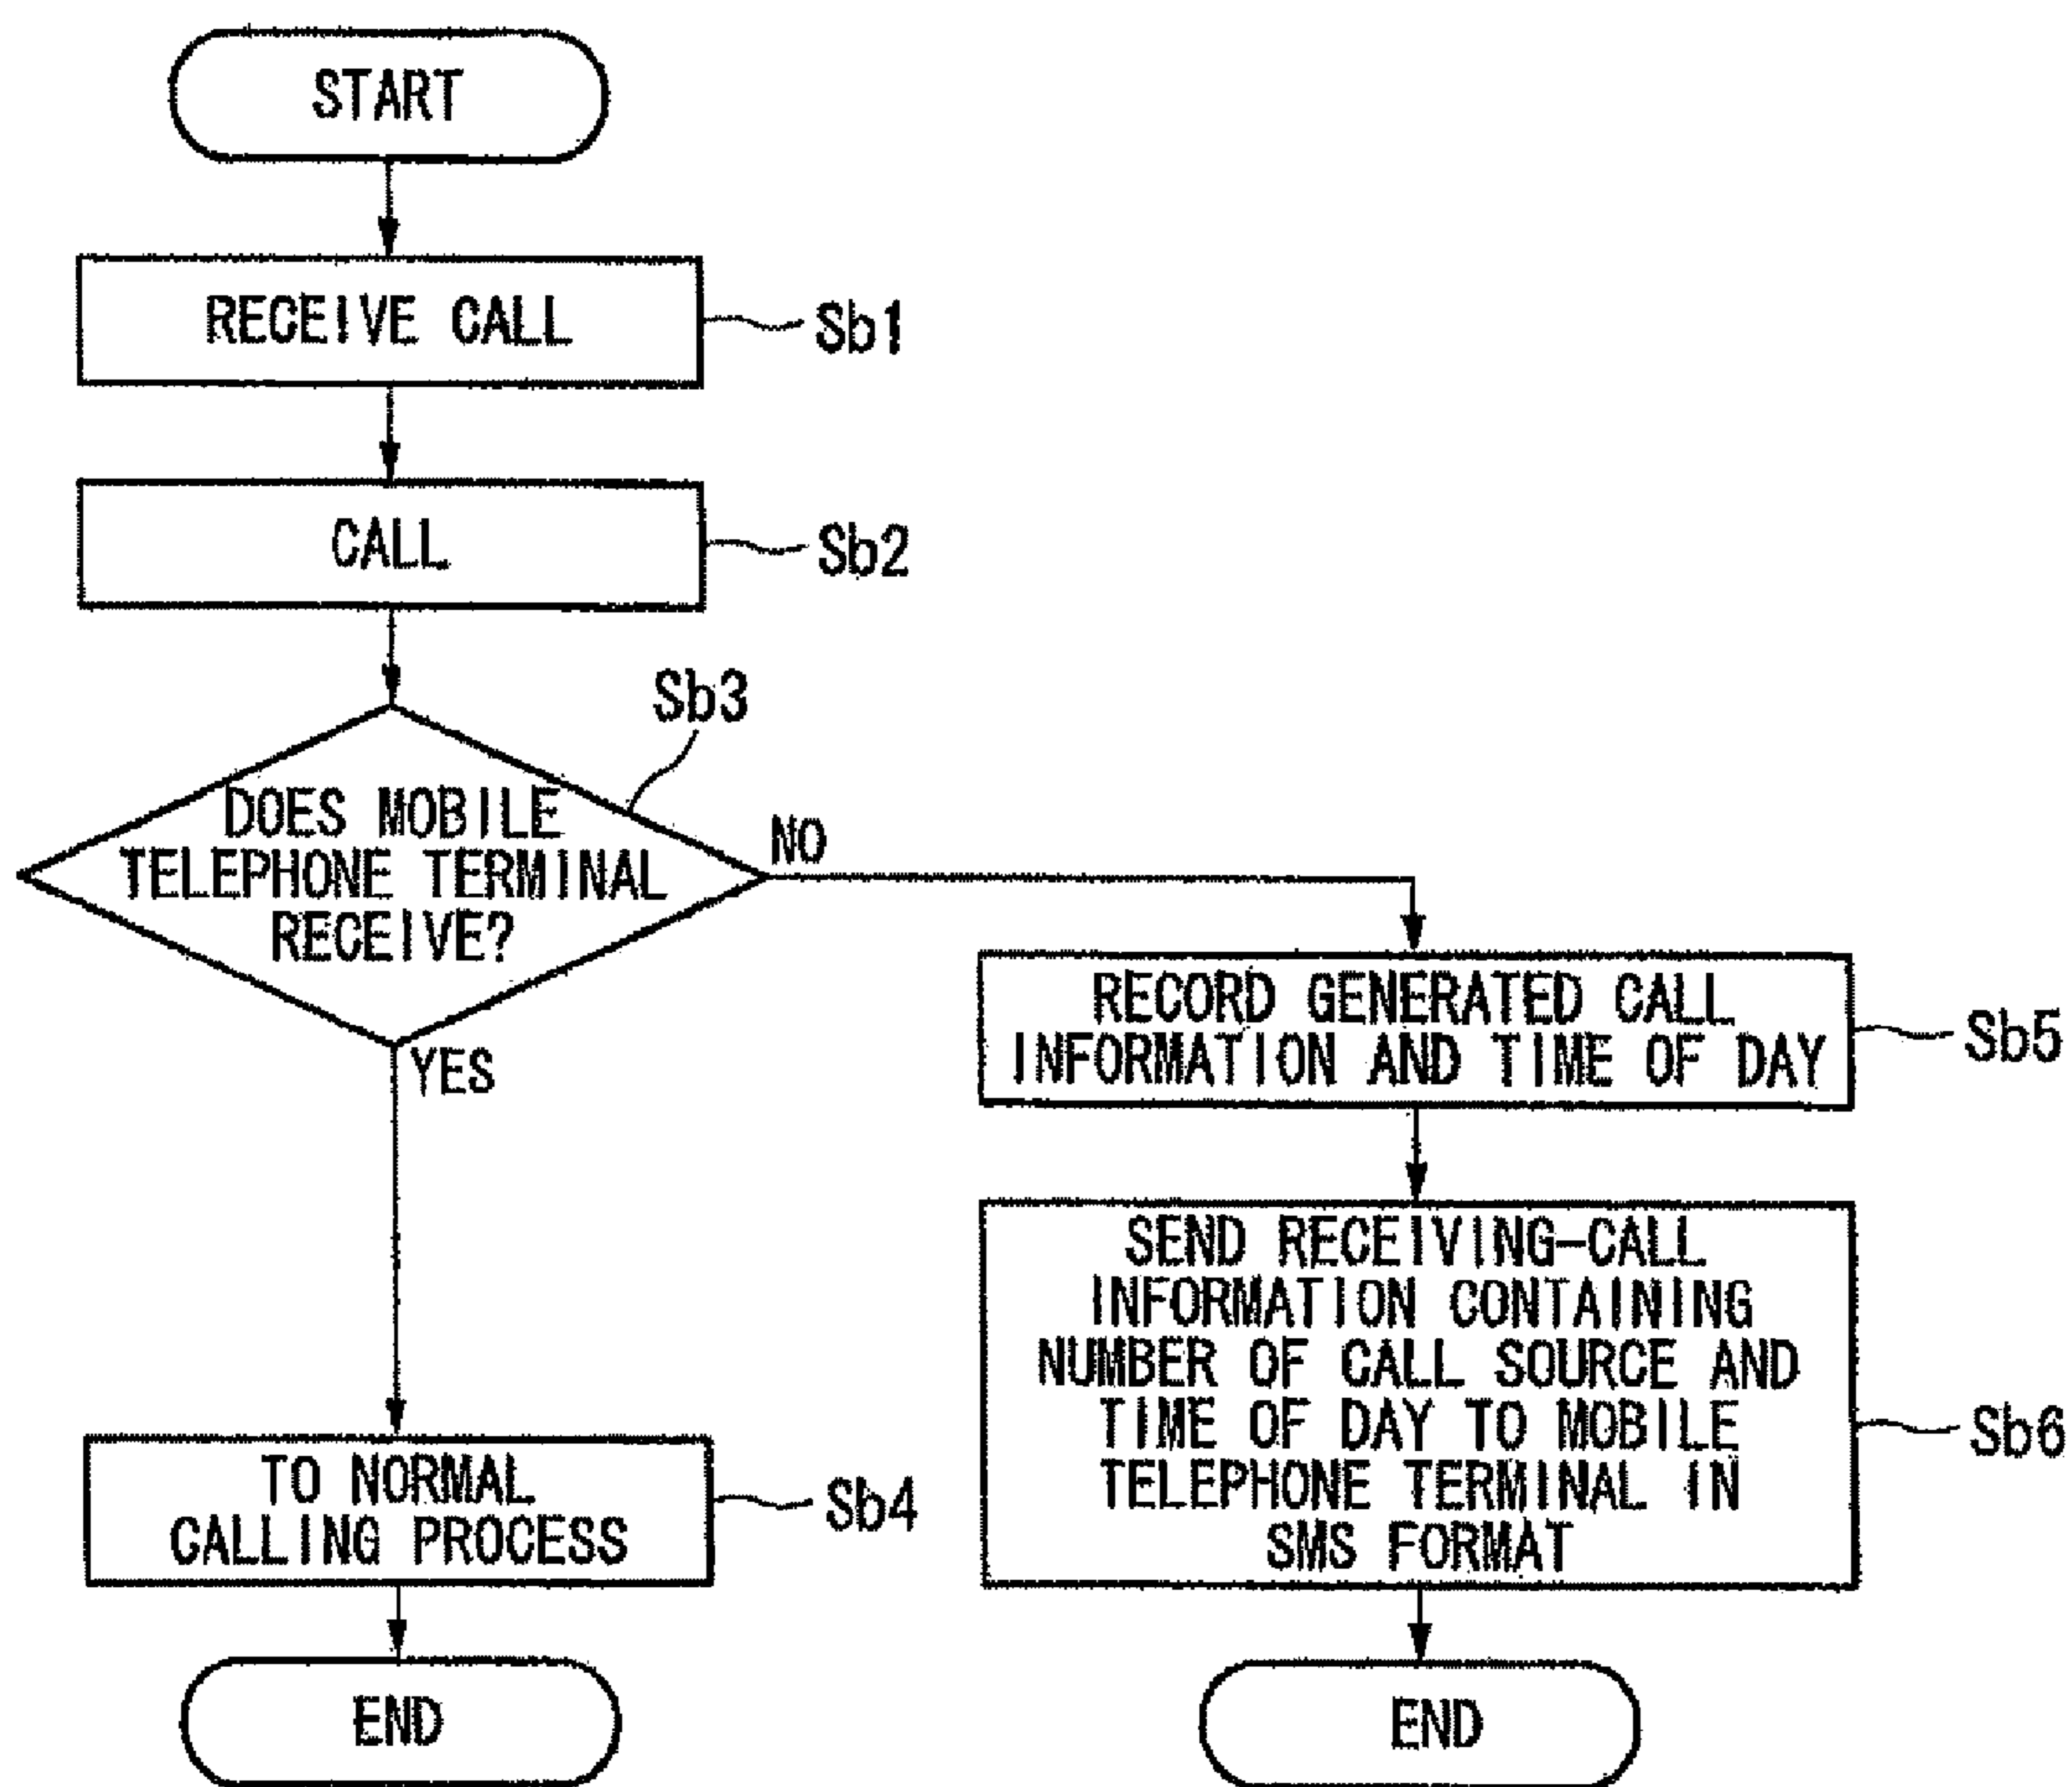 START
RECEIVE CALL
Sb1
CALL
Sb2
Sb3
DOES MOBILE
TELEPHONE TERMINAL
RECEIVE?
NO
YES
RECORD GENERATED CALL
INFORMATION AND TIME OF DAY
Sb5
SEND RECEIVING-CALL
INFORMATION CONTAINING
NUMBER OF CALL SOURCE AND
TIME OF DAY TO MOBILE
TELEPHONE TERMINAL IN
SMS FORMAT
Sb6
TO NORMAL
CALLING PROCESS
Sb4
END
END